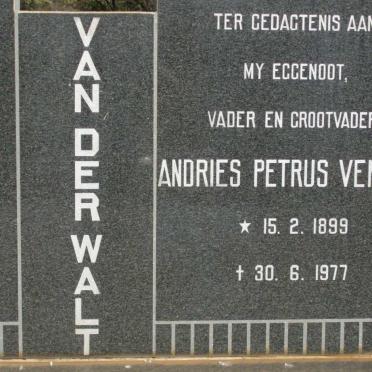 VAN DER WALT
TER GEDAGTENIS AAN
MY EGGENOOT,
VADER EN GROOTVADER
ANDRIES PETRUS
★ 15. 2. 1899
† 30. 6. 1977